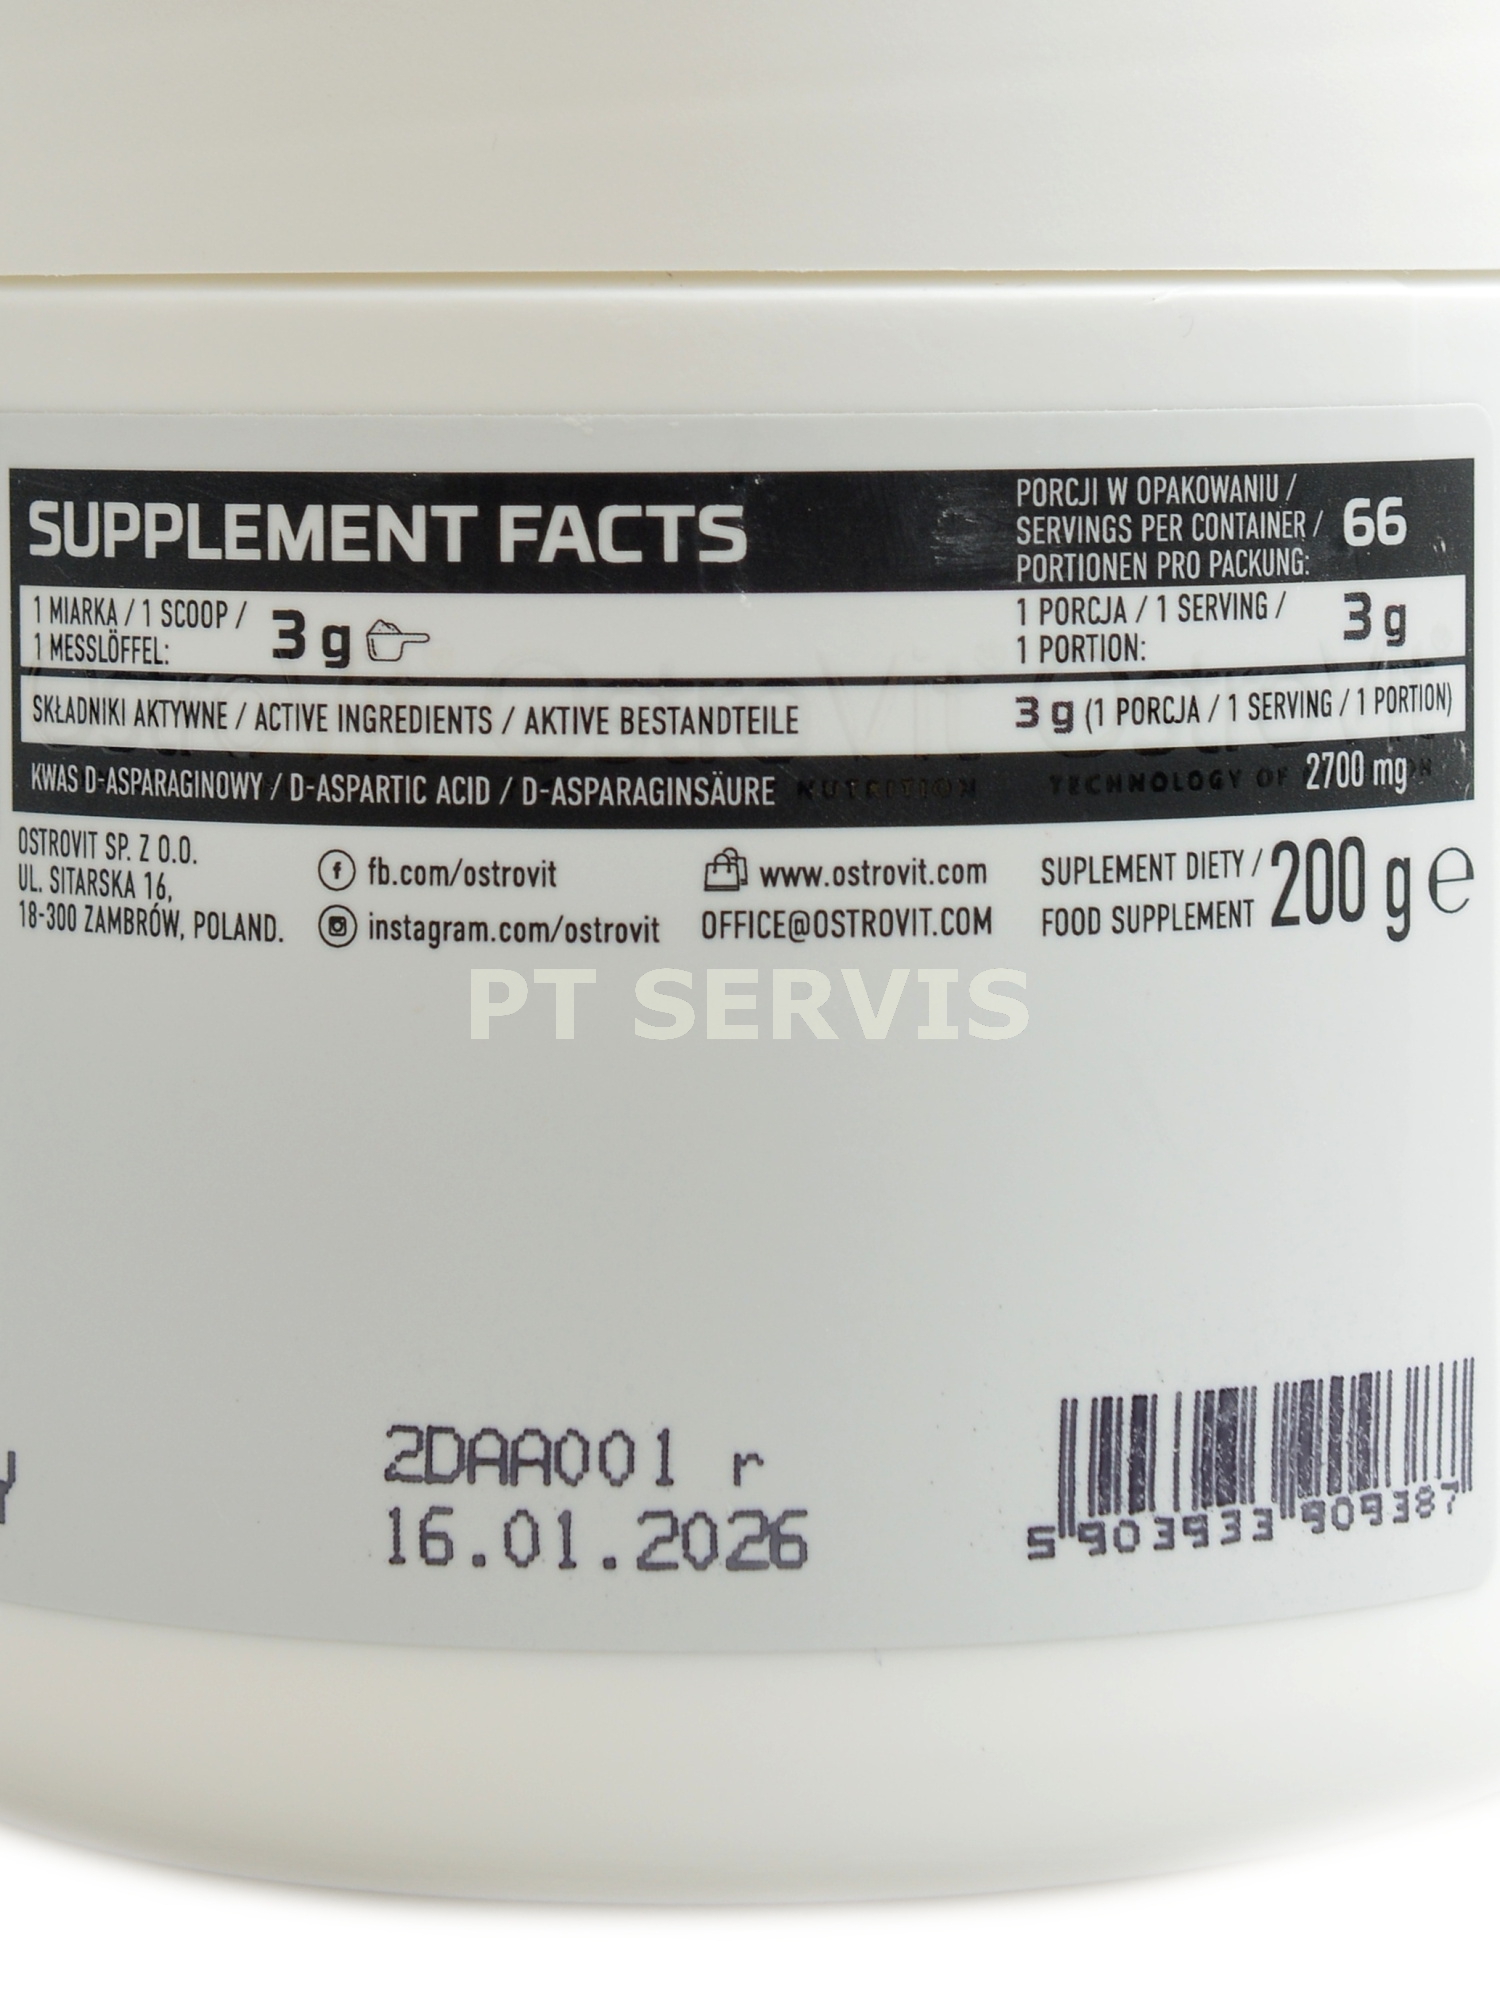 SUPPLEMENT FACTS
PORCJI W OPAKOWANIU /
SERVINGS PER CONTAINER /
PORTIONEN PRO PACKUNG:
66
1 MIARKA / 1 SCOOP /
1 MESSLÖFFEL:
3 g
1 PORCJA / 1 SERVING /
1 PORTION:
3 g
SKŁADNIKI AKTYWNE / ACTIVE INGREDIENTS / AKTIVE BESTANDTEILE
3 g (1 PORCJA / 1 SERVING / 1 PORTION)
KWAS D-ASPARAGINOWY / D-ASPARTIC ACID / D-ASPARAGINSÄURE
2700 mg
NUTRITION
TECHNOLOGY OF
OSTROVIT SP. Z O.O.
UL. SITARSKA 16,
18-300 ZAMBRÓW, POLAND.
fb.com/ostrovit
instagram.com/ostrovit
www.ostrovit.com
OFFICE@OSTROVIT.COM
SUPLEMENT DIETY /
FOOD SUPPLEMENT
200 g e
PT SERVIS
2DAA001 r
16.01.2026
5 903933 909387